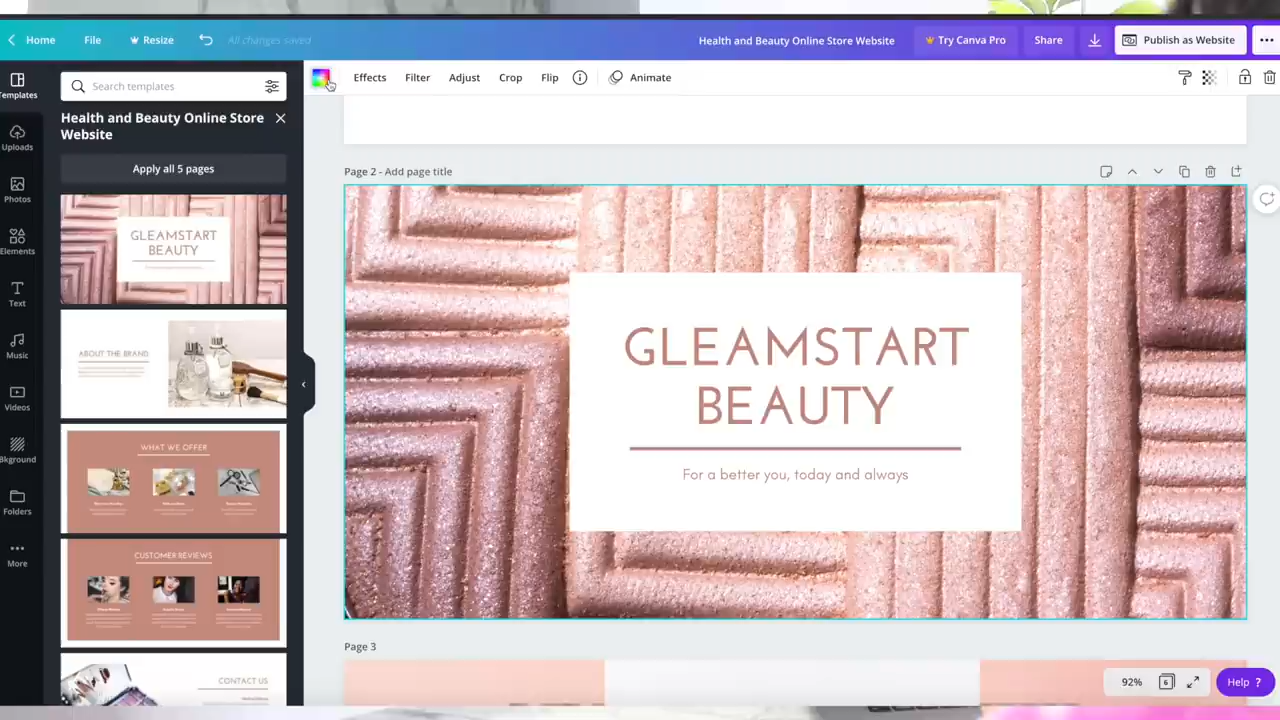 Home
File
Resize
All changes saved
Health and Beauty Online Store Website
Try Canva Pro
Share
Publish as Website
Templates
Uploads
Photos
Elements
Text
Music
Videos
Bkground
Folders
More
Search templates
Health and Beauty Online Store
Website
Apply all 5 pages
GLEAMSTART
BEAUTY
ABOUT THE BRAND
WHAT WE OFFER
CUSTOMER REVIEWS
CONTACT US
Effects
Filter
Adjust
Crop
Flip
Animate
Page 2 - Add page title
GLEAMSTART
BEAUTY
For a better you, today and always
Page 3
92%
6
Help ?